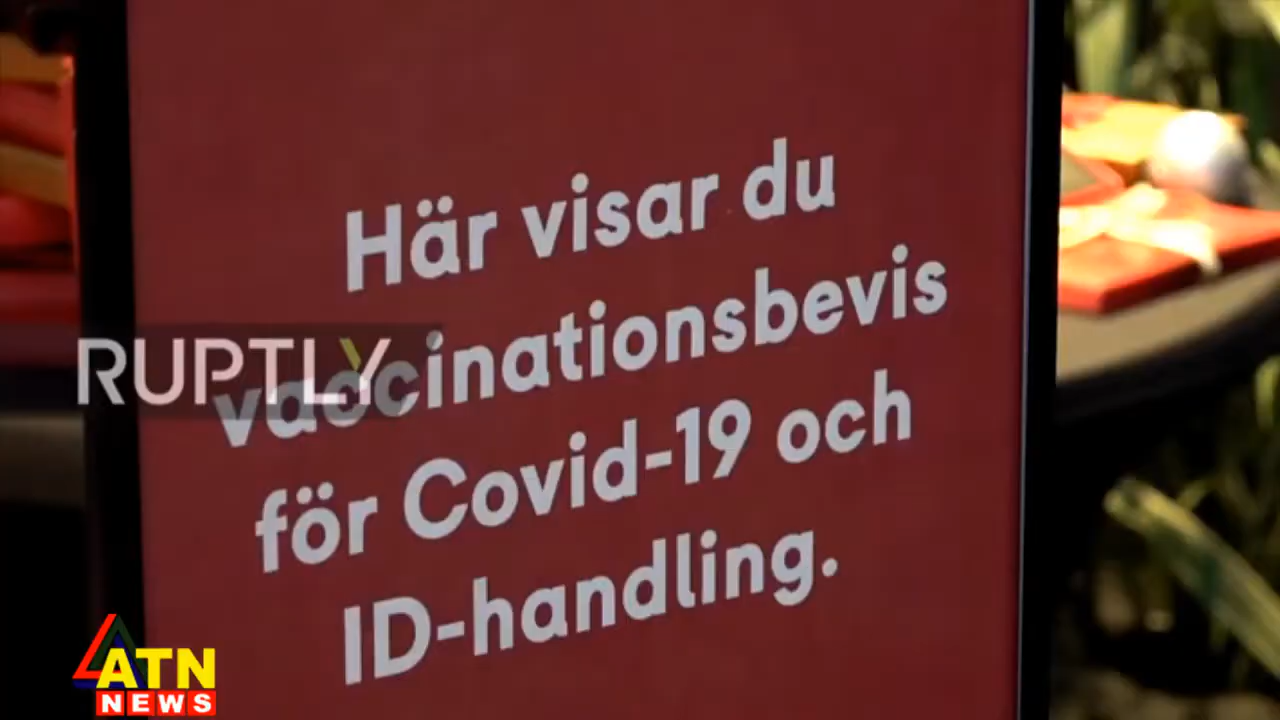 Här visar du
vaccinationsbevis
RUPTLY
för Covid-19 och
ID-handling.
ATN
NEWS